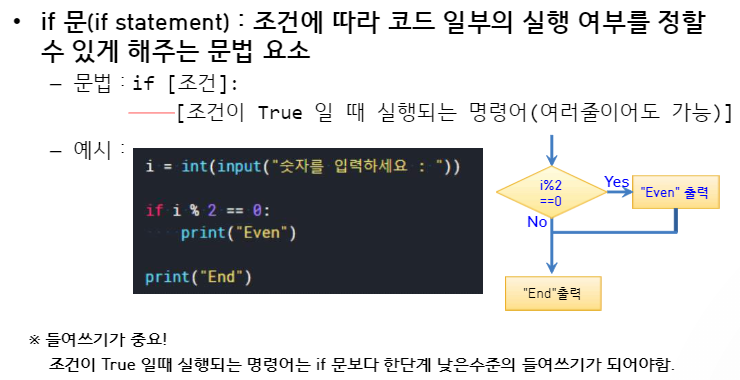 • if 문(if statement) : 조건에 따라 코드 일부의 실행 여부를 정할
수 있게 해주는 문법 요소
– 문법 : if [조건]:
[조건이 True 일 때 실행되는 명령어(여러줄이어도 가능)]
– 예시 :
i = int(input("숫자를 입력하세요 : "))
if i % 2 == 0:
print("Even")
print("End")
i%2
==0
Yes
"Even" 출력
No
"End"출력
※ 들여쓰기가 중요!
조건이 True 일때 실행되는 명령어는 if 문보다 한단계 낮은수준의 들여쓰기가 되어야함.